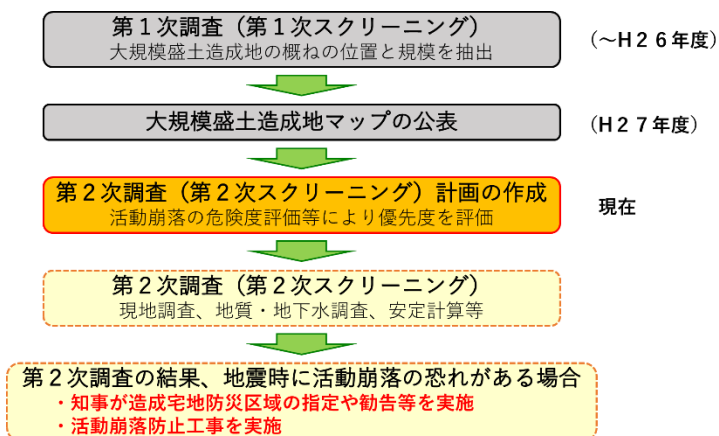 第１次調査（第１次スクリーニング）
大規模盛土造成地の概ねの位置と規模を抽出
（～H２６年度）
大規模盛土造成地マップの公表
（H２７年度）
第２次調査（第２次スクリーニング）計画の作成
活動崩落の危険度評価等により優先度を評価
現在
第２次調査（第２次スクリーニング）
現地調査、地質・地下水調査、安定計算等
第２次調査の結果、地震時に活動崩落の恐れがある場合
・知事が造成宅地防災区域の指定や勧告等を実施
・活動崩落防止工事を実施